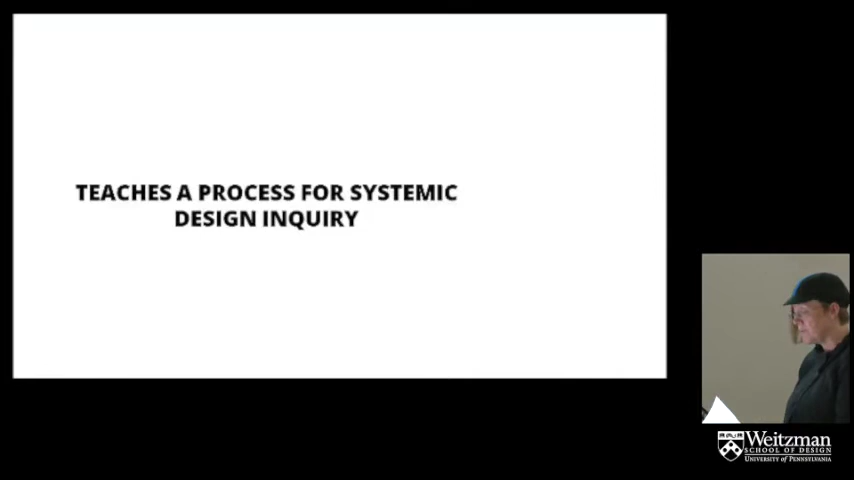 TEACHES A PROCESS FOR SYSTEMIC
DESIGN INQUIRY
Weitzman
SCHOOL OF DESIGN
UNIVERSITY of PENNSYLVANIA